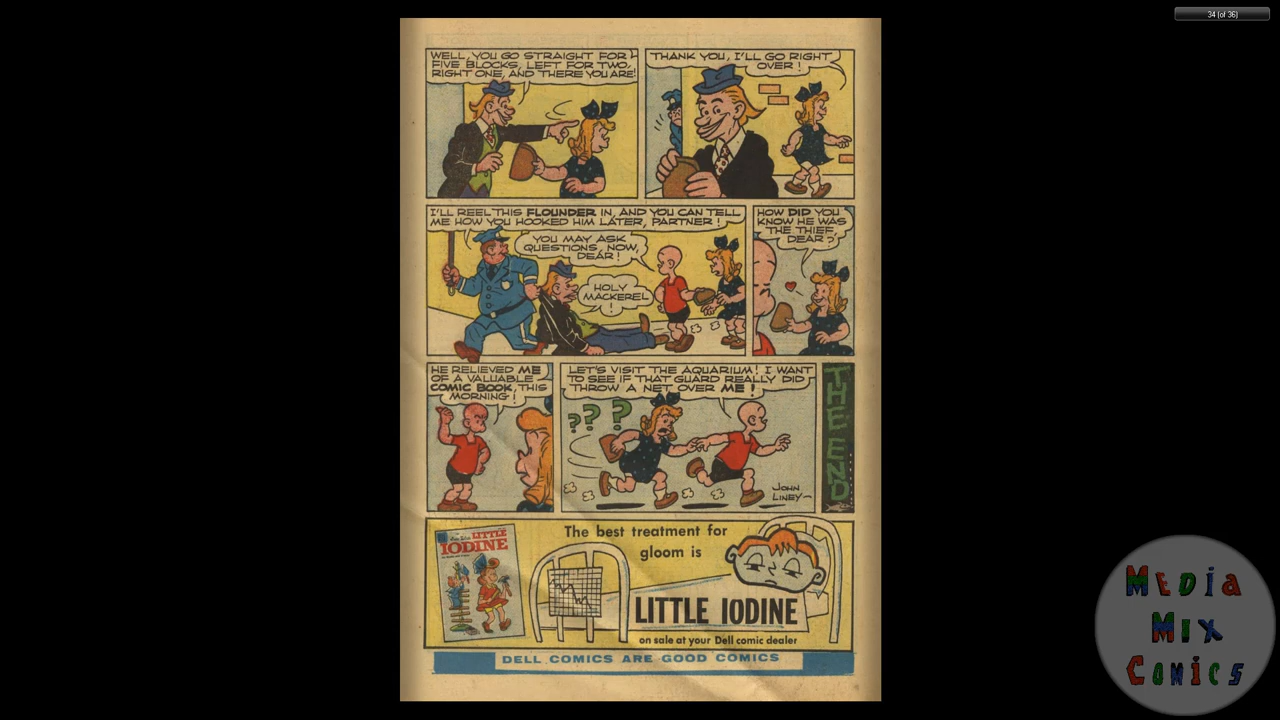 34 (of 36)
WELL, YOU GO STRAIGHT FOR
FIVE BLOCKS, LEFT FOR TWO,
RIGHT ONE, AND THERE YOU ARE!
THANK YOU, I'LL GO RIGHT
OVER!
I'LL REEL THIS FLOUNDER IN, AND YOU CAN TELL
ME HOW YOU HOOKED HIM LATER, PARTNER!
YOU MAY ASK
QUESTIONS, NOW,
DEAR!
HOLY
MACKEREL
!
HOW DID YOU
KNOW HE WAS
THE THIEF,
DEAR?
HE RELIEVED ME
OF A VALUABLE
COMIC BOOK, THIS
MORNING!
LET'S VISIT THE AQUARIUM! I WANT
TO SEE IF THAT GUARD REALLY DID
THROW A NET OVER ME!
? ? ?
JOHN
LINEY
THE END
LITTLE
IODINE
The best treatment for
gloom is
LITTLE IODINE
on sale at your Dell comic dealer
DELL COMICS ARE GOOD COMICS
MEDiA
MiX
COMiCS